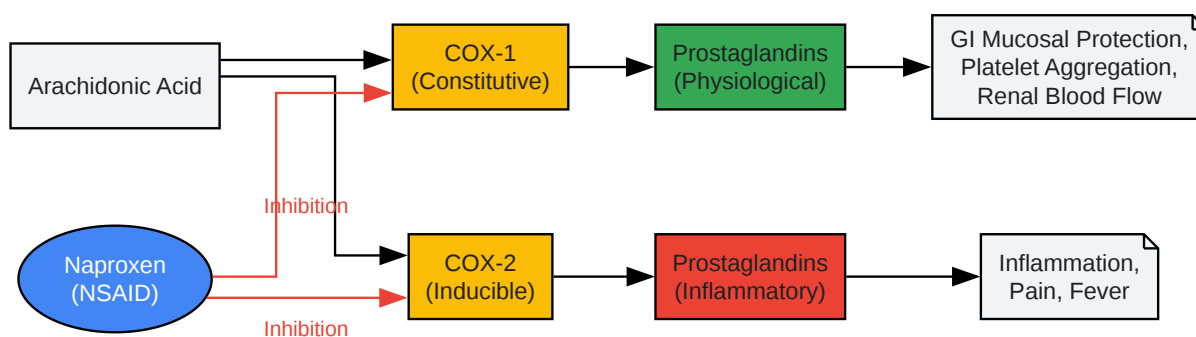 Arachidonic Acid
COX-1
(Constitutive)
Prostaglandins
(Physiological)
GI Mucosal Protection,
Platelet Aggregation,
Renal Blood Flow
Inhibition
Naproxen
(NSAID)
COX-2
(Inducible)
Prostaglandins
(Inflammatory)
Inflammation,
Pain, Fever
Inhibition